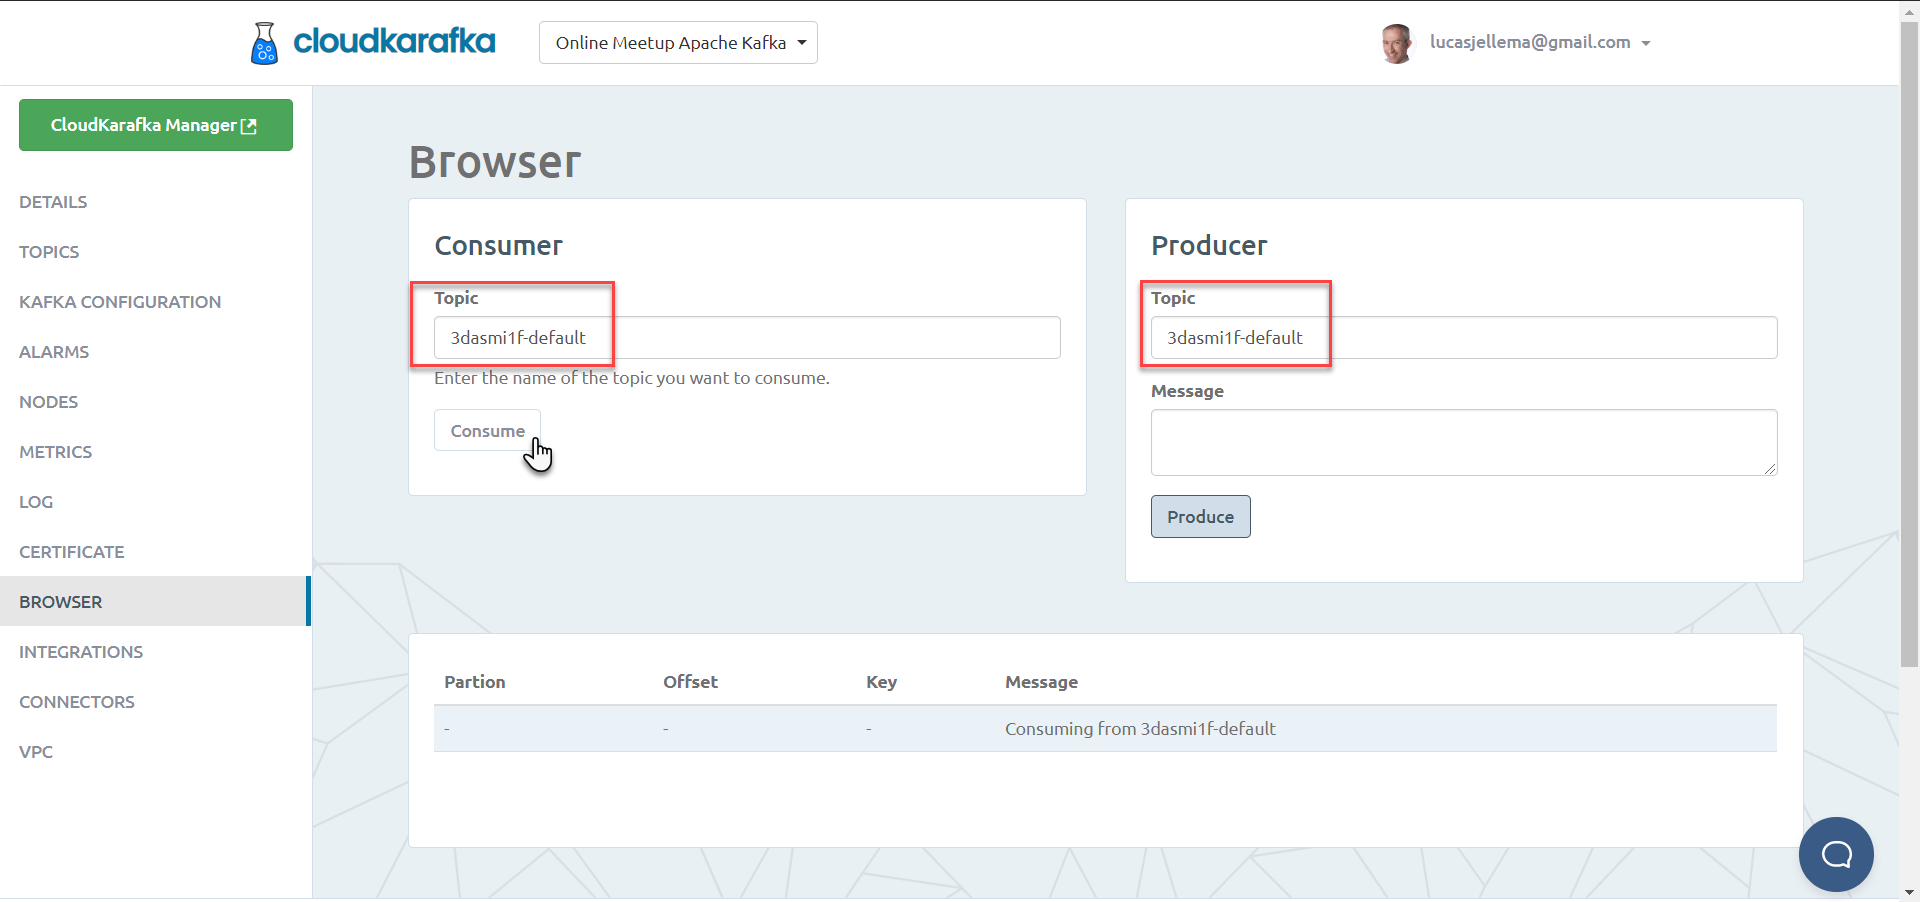 cloudkarafka
Online Meetup Apache Kafka
lucasjellema@gmail.com
CloudKarafka Manager
DETAILS
TOPICS
KAFKA CONFIGURATION
ALARMS
NODES
METRICS
LOG
CERTIFICATE
BROWSER
INTEGRATIONS
CONNECTORS
VPC
Browser
Consumer
Topic
3dasmi1f-default
Enter the name of the topic you want to consume.
Consume
Producer
Topic
3dasmi1f-default
Message
Produce
Partion Offset Key Message
- - - Consuming from 3dasmi1f-default